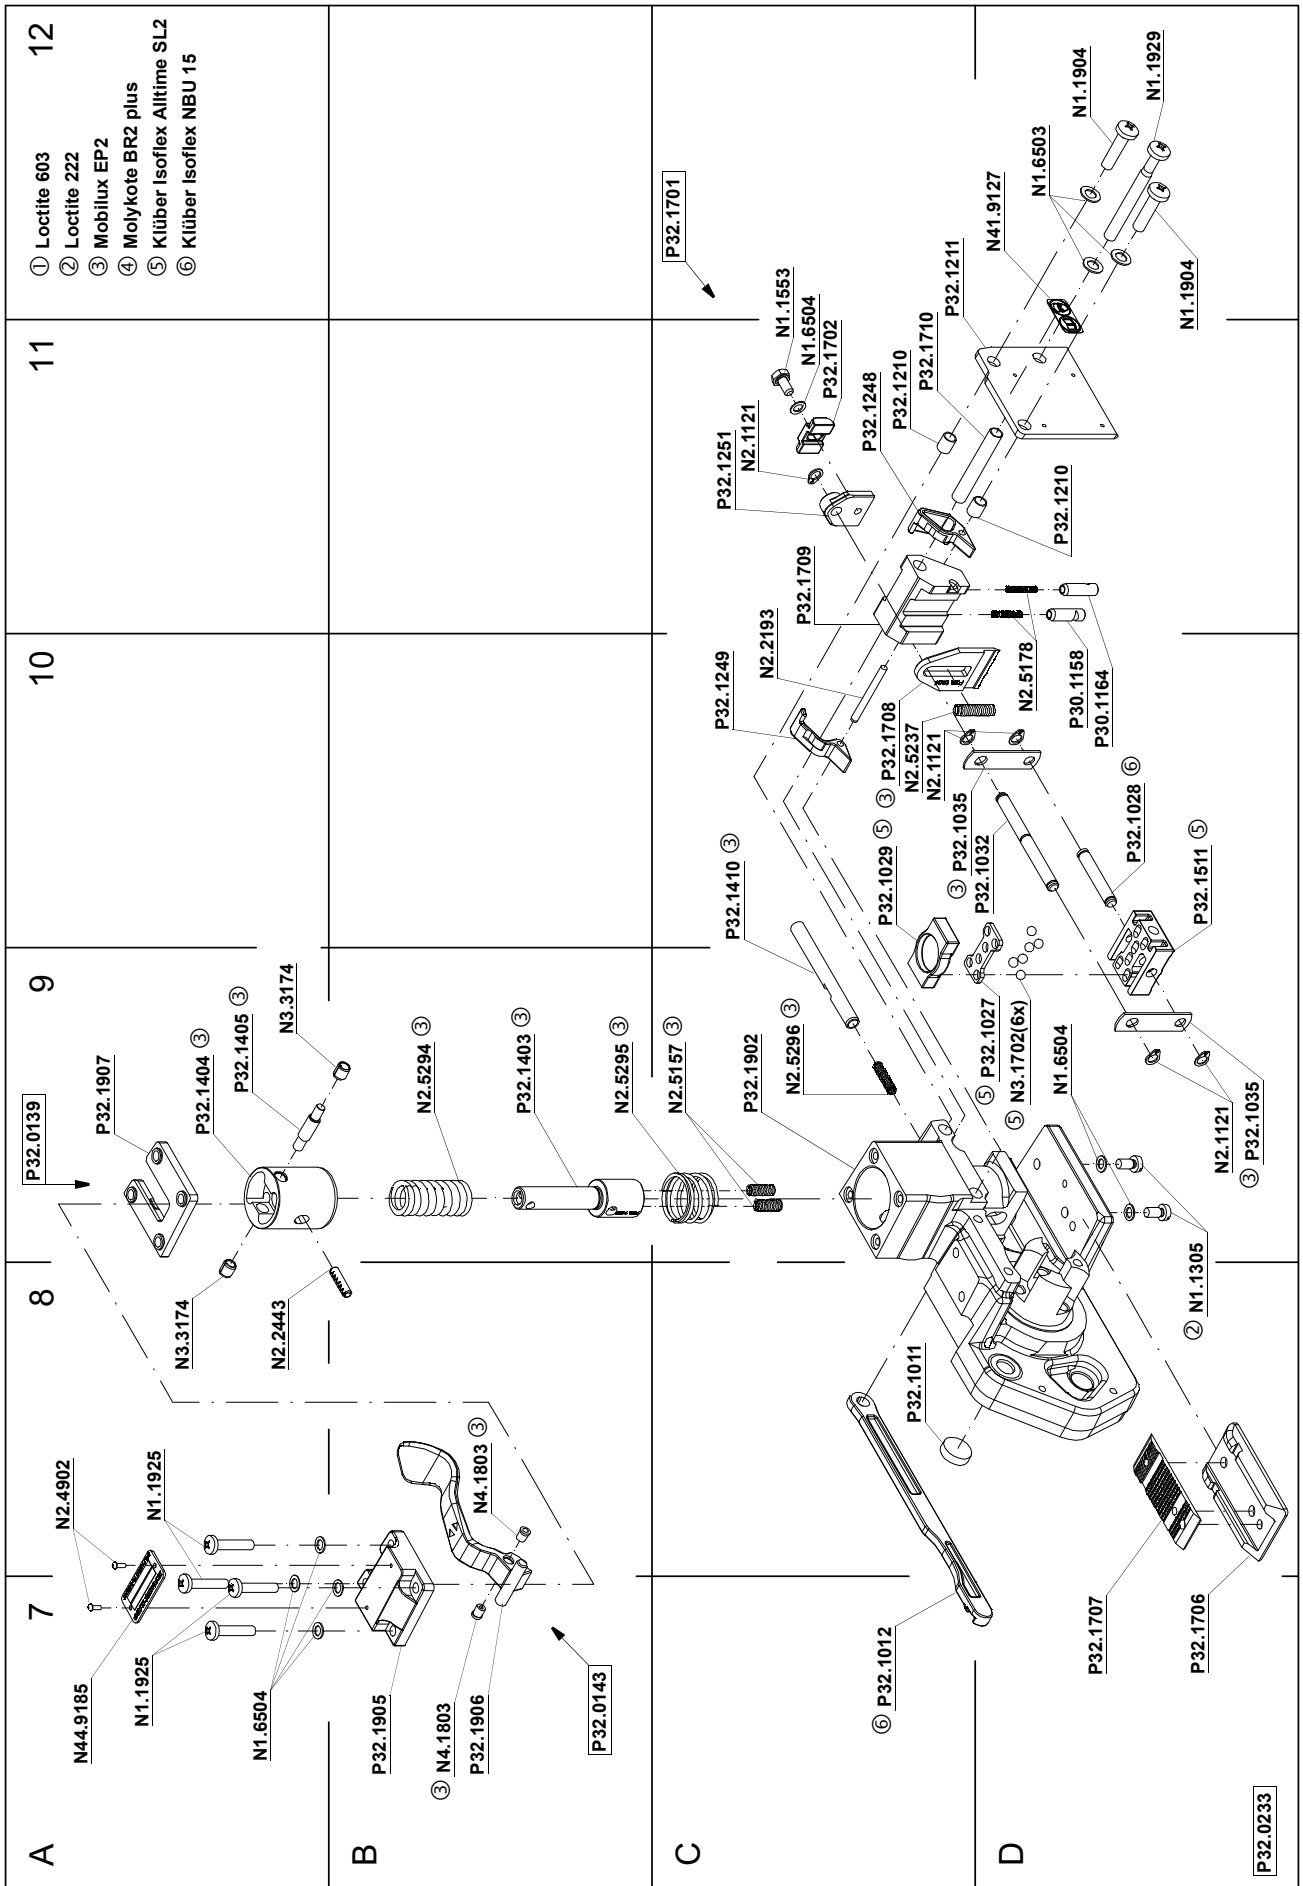 A
B
C
D
7
8
9
10
11
12
① Loctite 603
② Loctite 222
③ Mobilux EP2
④ Molykote BR2 plus
⑤ Klüber Isoflex Alltime SL2
⑥ Klüber Isoflex NBU 15
N44.9185
N2.4902
N1.1925
N1.1925
N1.6504
P32.1905
③ N4.1803
P32.1906
N4.1803 ③
P32.0143
N3.3174
N2.2443
P32.0139
P32.1907
P32.1404 ③
P32.1405 ③
N3.3174
N2.5294 ③
P32.1403 ③
N2.5295 ③
N2.5157 ③
P32.1902
N2.5296 ③
P32.1410 ③
P32.1029 ⑤
⑤ P32.1027
⑤ N3.1702(6x)
N1.6504
② N1.1305
N2.1121
③ P32.1035
P32.1511 ⑤
P32.1028 ⑥
P32.1032
③ P32.1035
N2.1121
N2.5237
③ P32.1708
P32.1249
N2.2193
P32.1709
N2.5178
P30.1158
P30.1164
P32.1251
N2.1121
P32.1702
N1.6504
N1.1553
P32.1701
P32.1248
P32.1210
P32.1710
P32.1211
P32.1210
N41.9127
N1.6503
N1.1904
N1.1929
N1.1904
P32.1011
⑥ P32.1012
P32.1707
P32.1706
P32.0233